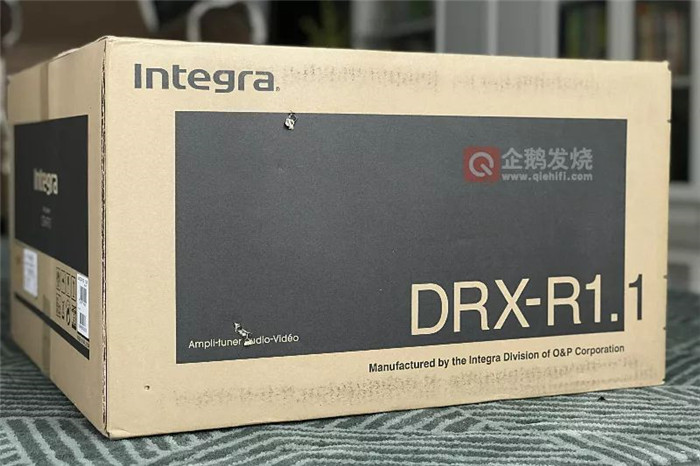 Integra
Integra
企鹅发烧
www.qiehifi.com
DRX-R1.1
Ampli-tuner Audio-Vidéo
Manufactured by the Integra Division of O&P Corporation